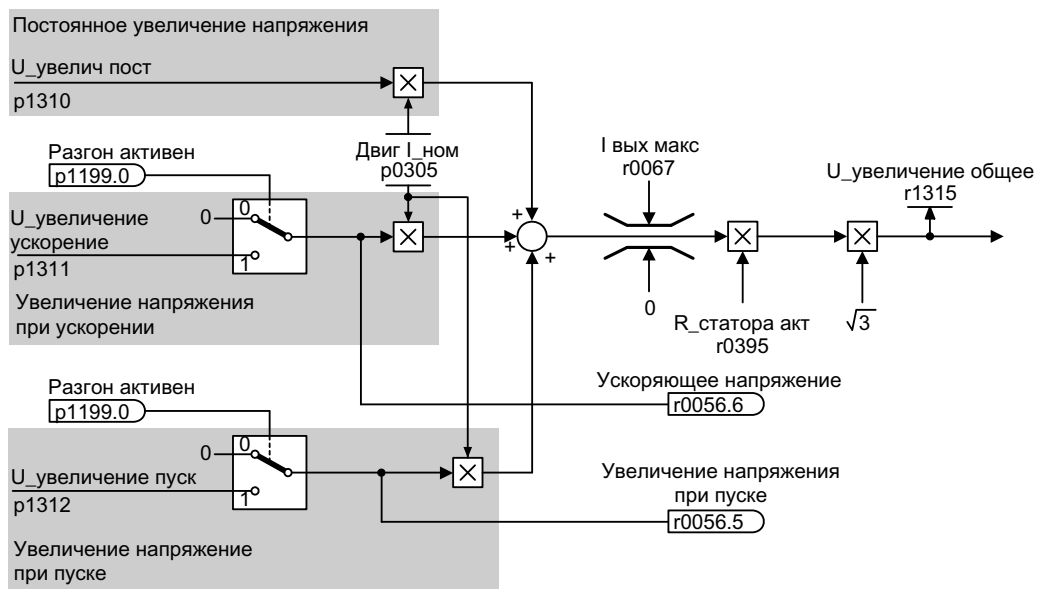 Постоянное увеличение напряжения
U_увелич пост
p1310
Двиг I_ном
p0305
Разгон активен
p1199.0
U_увеличение
ускорение
p1311
0
0
1
Увеличение напряжения
при ускорении
+
+
+
I вых макс
r0067
0
R_статора акт
r0395
√3
U_увеличение общее
r1315
Ускоряющее напряжение
r0056.6
Разгон активен
p1199.0
0
0
1
U_увеличение пуск
p1312
Увеличение напряжение
при пуске
Увеличение напряжения
при пуске
r0056.5